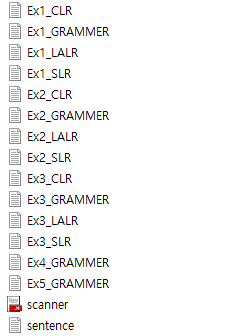 Ex1_CLR
Ex1_GRAMMER
Ex1_LALR
Ex1_SLR
Ex2_CLR
Ex2_GRAMMER
Ex2_LALR
Ex2_SLR
Ex3_CLR
Ex3_GRAMMER
Ex3_LALR
Ex3_SLR
Ex4_GRAMMER
Ex5_GRAMMER
scanner
sentence